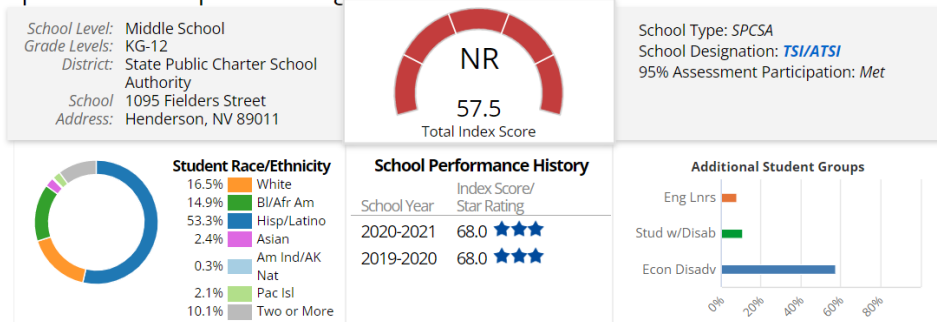 School Level: Middle School
Grade Levels: KG-12
District: State Public Charter School
Authority
School 1095 Fielders Street
Address: Henderson, NV 89011
NR
57.5
Total Index Score
School Type: SPCSA
School Designation: TSI/ATSI
95% Assessment Participation: Met
Student Race/Ethnicity
16.5% White
14.9% Bl/Afr Am
53.3% Hisp/Latino
2.4% Asian
0.3% Am Ind/AK
Nat
2.1% Pac Isl
10.1% Two or More
School Performance History
School Year Index Score/
Star Rating
2020-2021 68.0
2019-2020 68.0
Additional Student Groups
Eng Lnrs
Stud w/Disab
Econ Disadv
0% 20% 40% 60% 80%